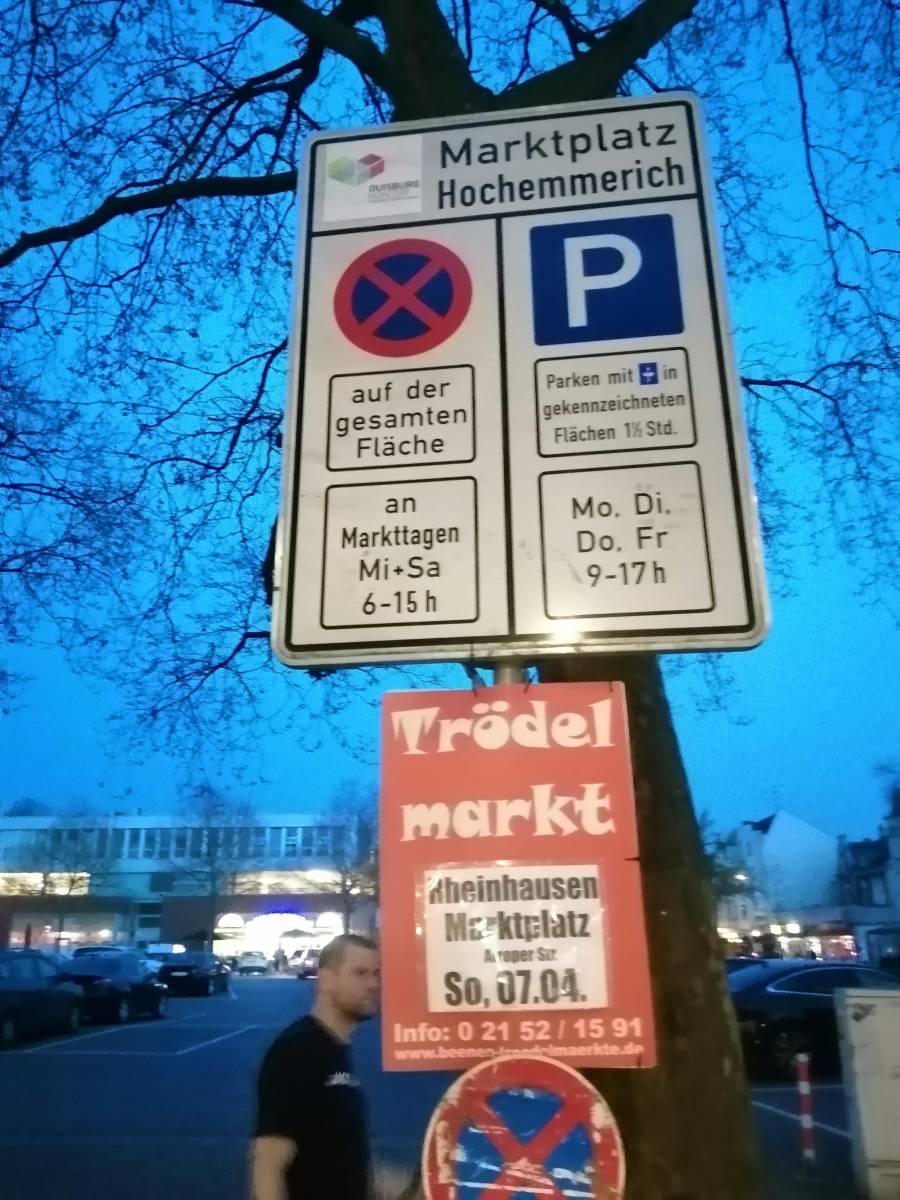 DUISBURG
Marktplatz
Hochemmerich
auf der
gesamten
Fläche
an
Markttagen
Mi+Sa
6-15 h
P
Parken mit in
gekennzeichneten
Flächen 1½ Std.
Mo, Di,
Do, Fr
9-17 h
Trödel
markt
Rheinhausen
Marktplatz
Str.
So, 07.04.
Info: 0 21 52 / 15 91
www.beenen-troedelmaerkte.de